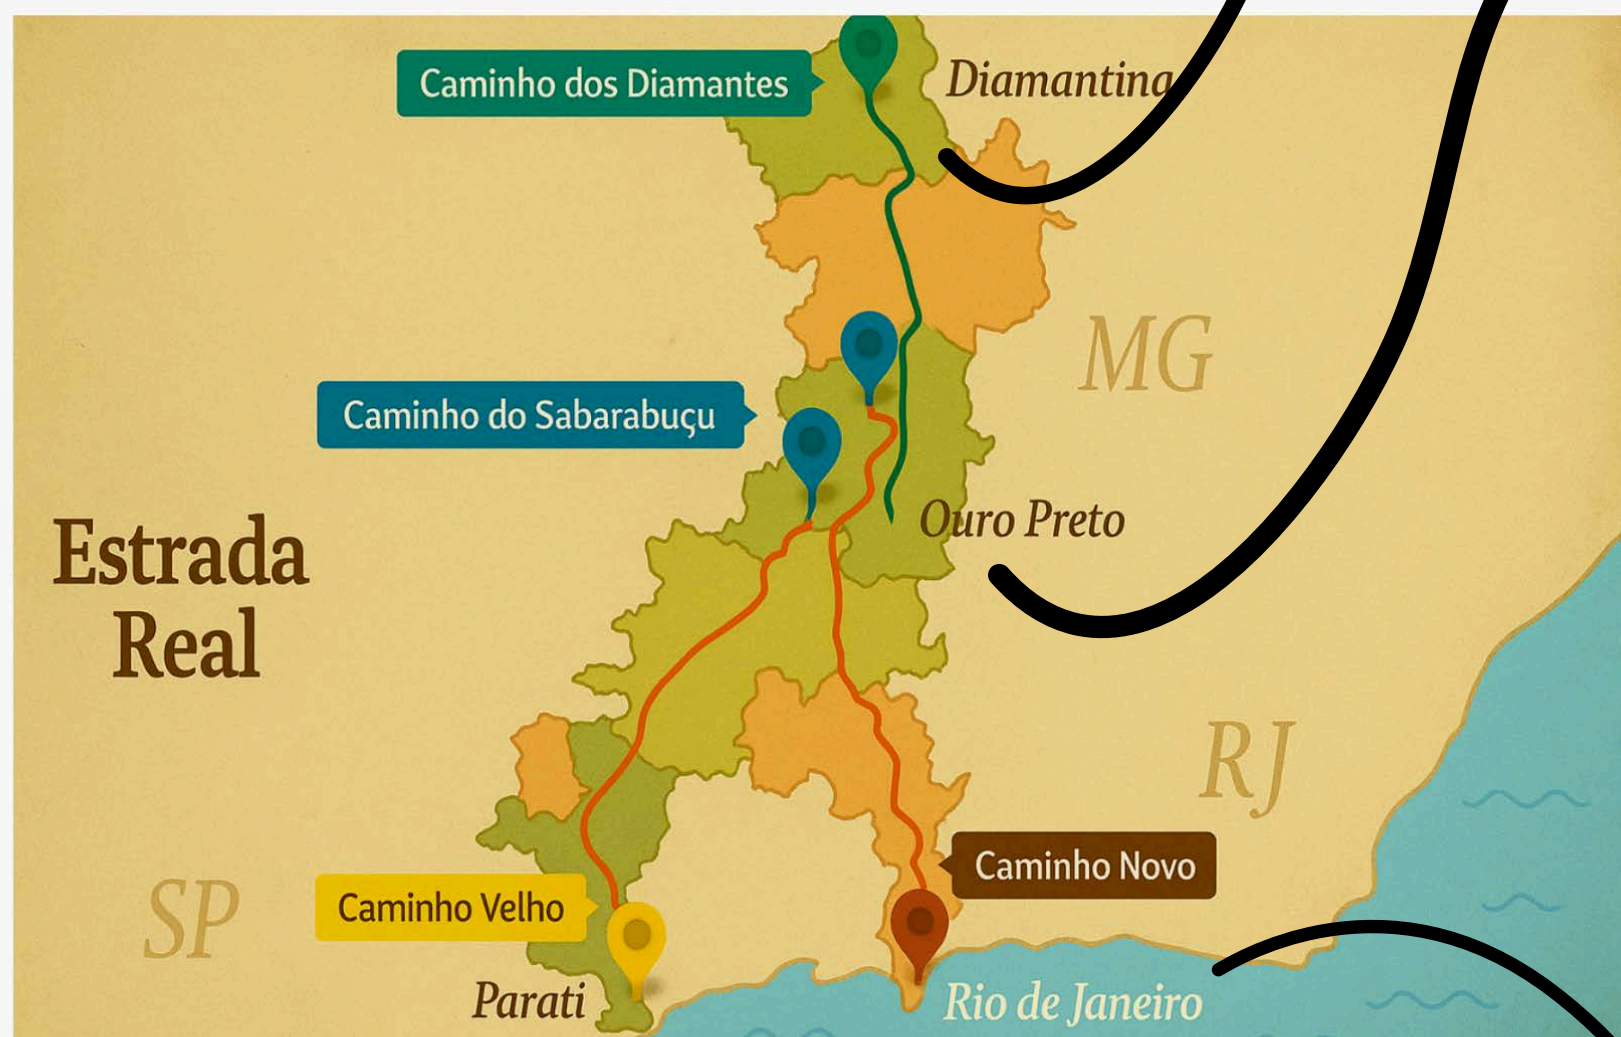 Caminho dos Diamantes
Diamantina
MG
Caminho do Sabarabuçu
Ouro Preto
Estrada
Real
RJ
Caminho Novo
SP
Caminho Velho
Parati
Rio de Janeiro